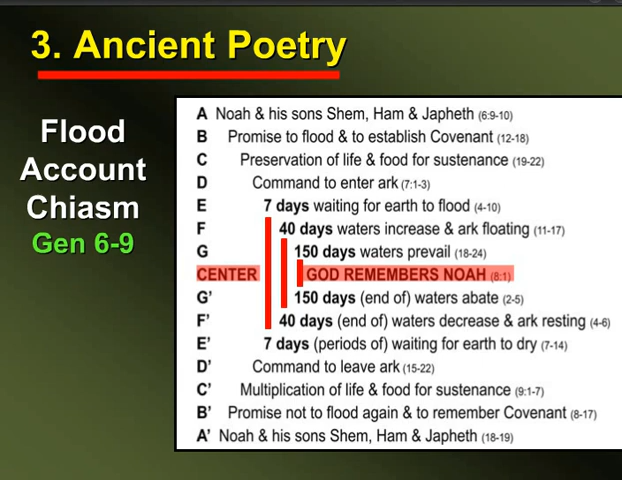 3. Ancient Poetry
Flood
Account
Chiasm
Gen 6-9
A Noah & his sons Shem, Ham & Japheth (6:9-10)
B Promise to flood & to establish Covenant (12-18)
C Preservation of life & food for sustenance (19-22)
D Command to enter ark (7:1-3)
E 7 days waiting for earth to flood (4-10)
F 40 days waters increase & ark floating (11-17)
G 150 days waters prevail (18-24)
CENTER GOD REMEMBERS NOAH (8:1)
G' 150 days (end of) waters abate (2-5)
F' 40 days (end of) waters decrease & ark resting (4-6)
E' 7 days (periods of) waiting for earth to dry (7-14)
D' Command to leave ark (15-22)
C' Multiplication of life & food for sustenance (9:1-7)
B' Promise not to flood again & to remember Covenant (8-17)
A' Noah & his sons Shem, Ham & Japheth (18-19)